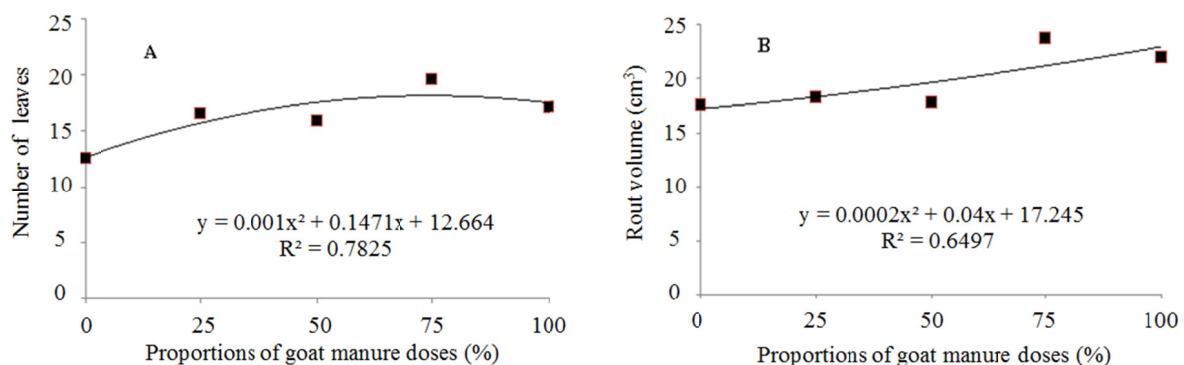 25
20
15
10
5
0
Number of leaves
A
y = 0.001x² + 0.1471x + 12.664
R² = 0.7825
0 25 50 75 100
Proportions of goat manure doses (%)
25
20
15
10
5
0
Rout volume (cm³)
B
y = 0.0002x² + 0.04x + 17.245
R² = 0.6497
0 25 50 75 100
Proportions of goat manure doses (%)